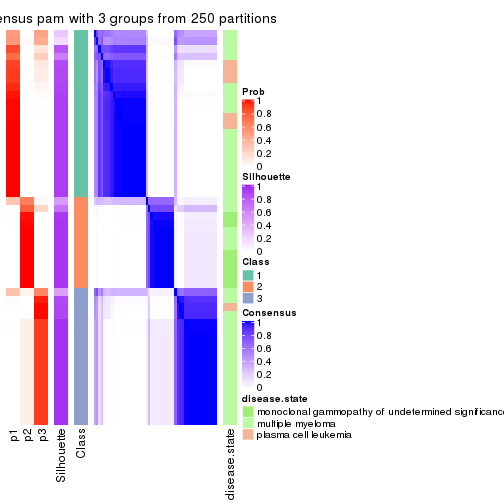 ensus pam with 3 groups from 250 partitions
Prob
1
0.8
0.6
0.4
0.2
0
Silhouette
1
0.8
0.6
0.4
0.2
0
Class
1
2
3
Consensus
1
0.8
0.6
0.4
0.2
0
disease.state
monoclonal gammopathy of undetermined significance
multiple myeloma
plasma cell leukemia
p1
p2
p3
Silhouette
Class
disease.state